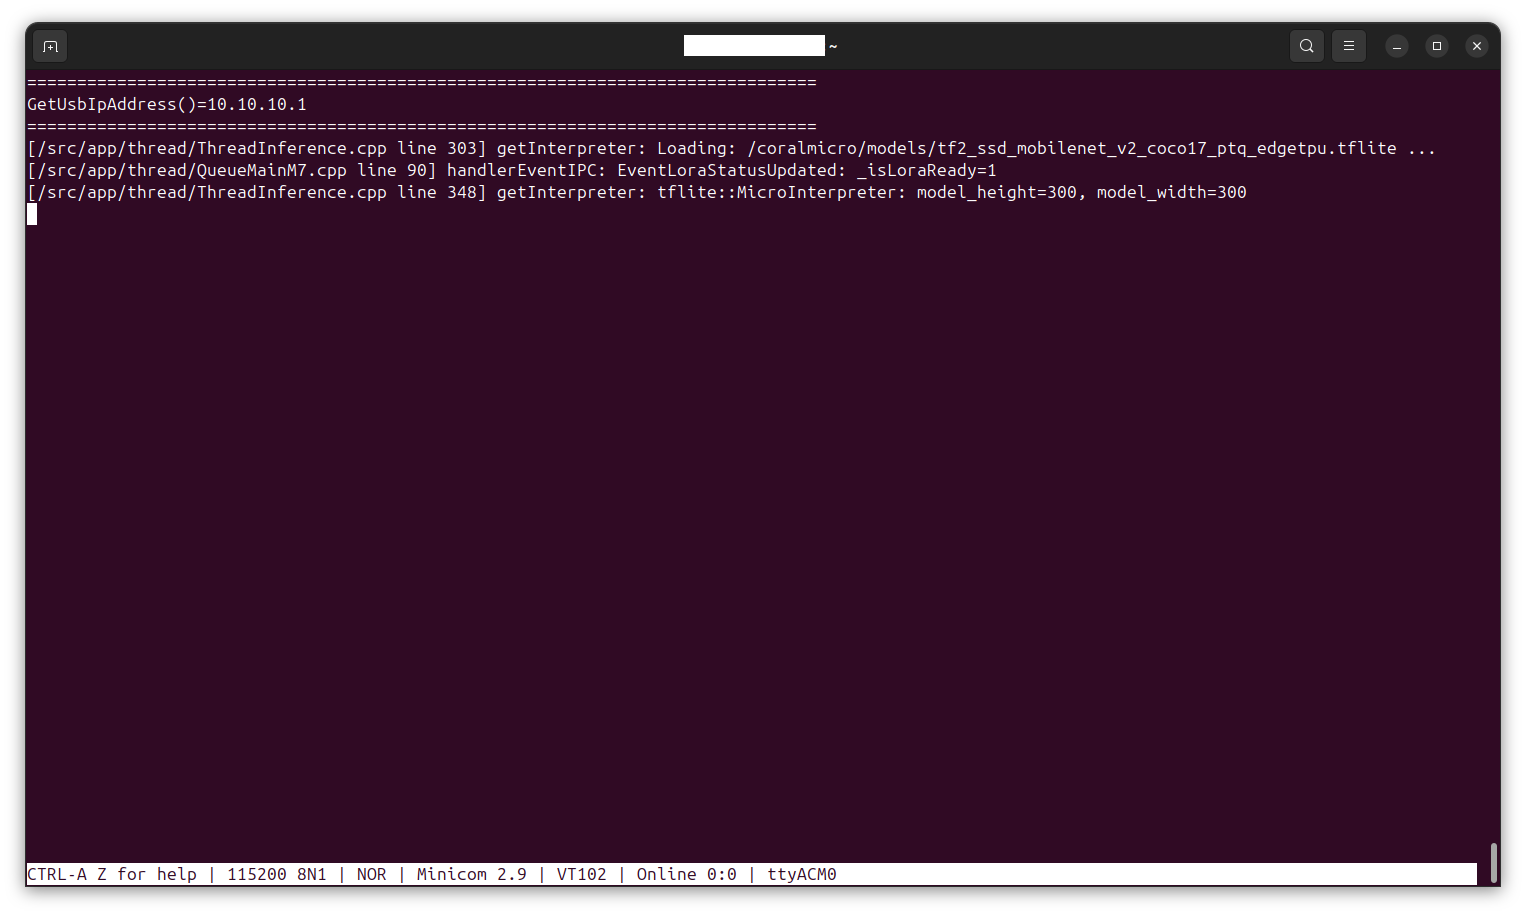 ~
===============================================================================
GetUsbIpAddress()=10.10.10.1
===============================================================================
[/src/app/thread/ThreadInference.cpp line 303] getInterpreter: Loading: /coralmicro/models/tf2_ssd_mobilenet_v2_coco17_ptq_edgetpu.tflite ...
[/src/app/thread/QueueMainM7.cpp line 90] handlerEventIPC: EventLoraStatusUpdated: _isLoraReady=1
[/src/app/thread/ThreadInference.cpp line 348] getInterpreter: tflite::MicroInterpreter: model_height=300, model_width=300
CTRL-A Z for help | 115200 8N1 | NOR | Minicom 2.9 | VT102 | Online 0:0 | ttyACM0